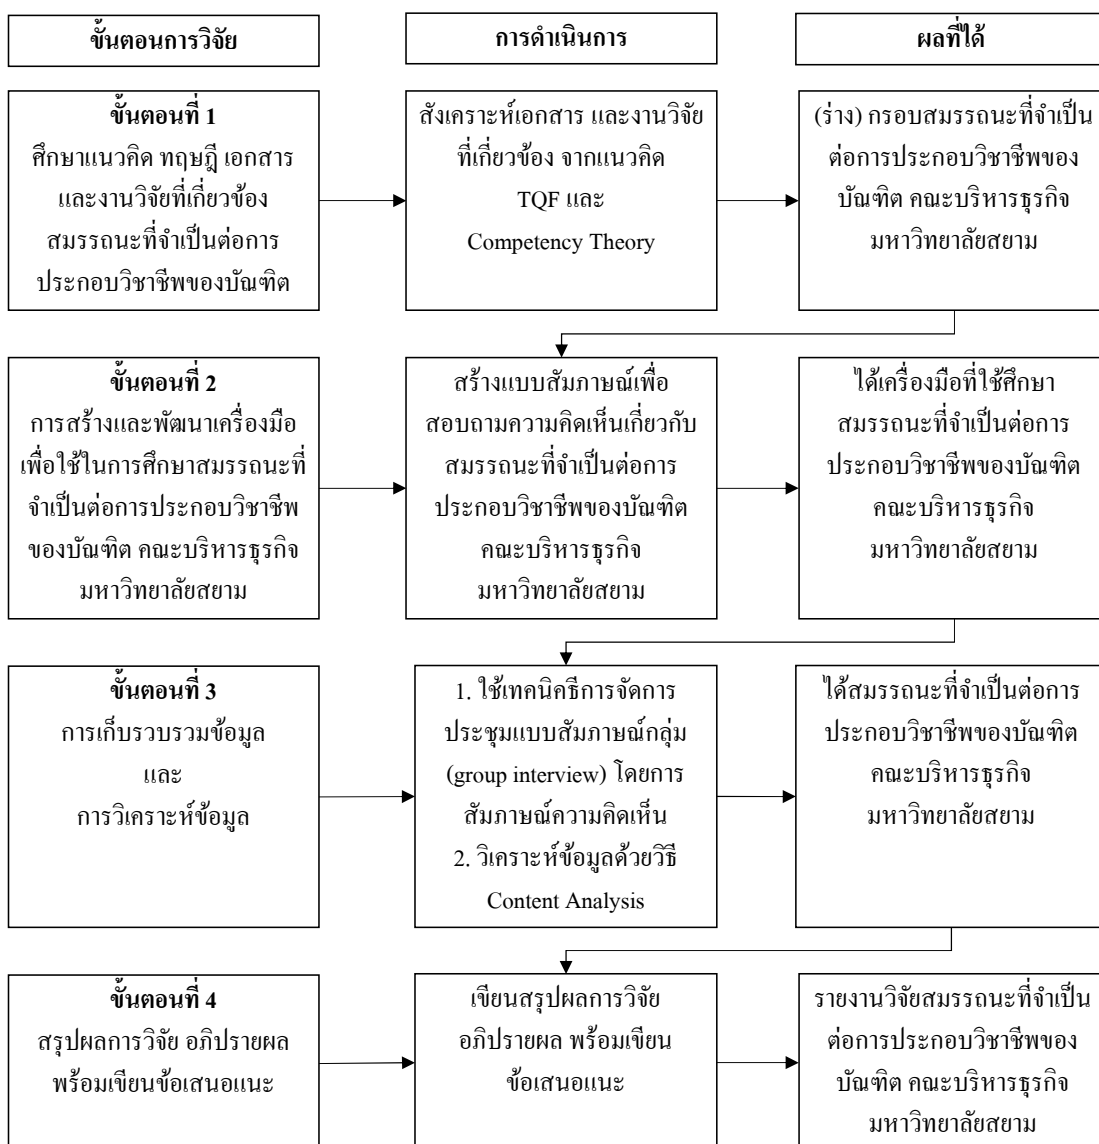 ขั้นตอนการวิจัย
การดำเนินการ
ผลที่ได้
ขั้นตอนที่ 1
ศึกษาแนวคิด ทฤษฎี เอกสาร
และงานวิจัยที่เกี่ยวข้อง
สมรรถนะที่จำเป็นต่อการ
ประกอบวิชาชีพของบัณฑิต
สังเคราะห์เอกสาร และงานวิจัย
ที่เกี่ยวข้อง จากแนวคิด
TQF และ
Competency Theory
(ร่าง) กรอบสมรรถนะที่จำเป็น
ต่อการประกอบวิชาชีพของ
บัณฑิต คณะบริหารธุรกิจ
มหาวิทยาลัยสยาม
ขั้นตอนที่ 2
การสร้างและพัฒนาเครื่องมือ
เพื่อใช้ในการศึกษาสมรรถนะที่
จำเป็นต่อการประกอบวิชาชีพ
ของบัณฑิต คณะบริหารธุรกิจ
มหาวิทยาลัยสยาม
สร้างแบบสัมภาษณ์เพื่อ
สอบถามความคิดเห็นเกี่ยวกับ
สมรรถนะที่จำเป็นต่อการ
ประกอบวิชาชีพของบัณฑิต
คณะบริหารธุรกิจ
มหาวิทยาลัยสยาม
ได้เครื่องมือที่ใช้ศึกษา
สมรรถนะที่จำเป็นต่อการ
ประกอบวิชาชีพของบัณฑิต
คณะบริหารธุรกิจ
มหาวิทยาลัยสยาม
ขั้นตอนที่ 3
การเก็บรวบรวมข้อมูล
และ
การวิเคราะห์ข้อมูล
1. ใช้เทคนิคธีการจัดการ
ประชุมแบบสัมภาษณ์กลุ่ม
(group interview) โดยการ
สัมภาษณ์ความคิดเห็น
2. วิเคราะห์ข้อมูลด้วยวิธี
Content Analysis
ได้สมรรถนะที่จำเป็นต่อการ
ประกอบวิชาชีพของบัณฑิต
คณะบริหารธุรกิจ
มหาวิทยาลัยสยาม
ขั้นตอนที่ 4
สรุปผลการวิจัย อภิปรายผล
พร้อมเขียนข้อเสนอแนะ
เขียนสรุปผลการวิจัย
อภิปรายผล พร้อมเขียน
ข้อเสนอแนะ
รายงานวิจัยสมรรถนะที่จำเป็น
ต่อการประกอบวิชาชีพของ
บัณฑิต คณะบริหารธุรกิจ
มหาวิทยาลัยสยาม